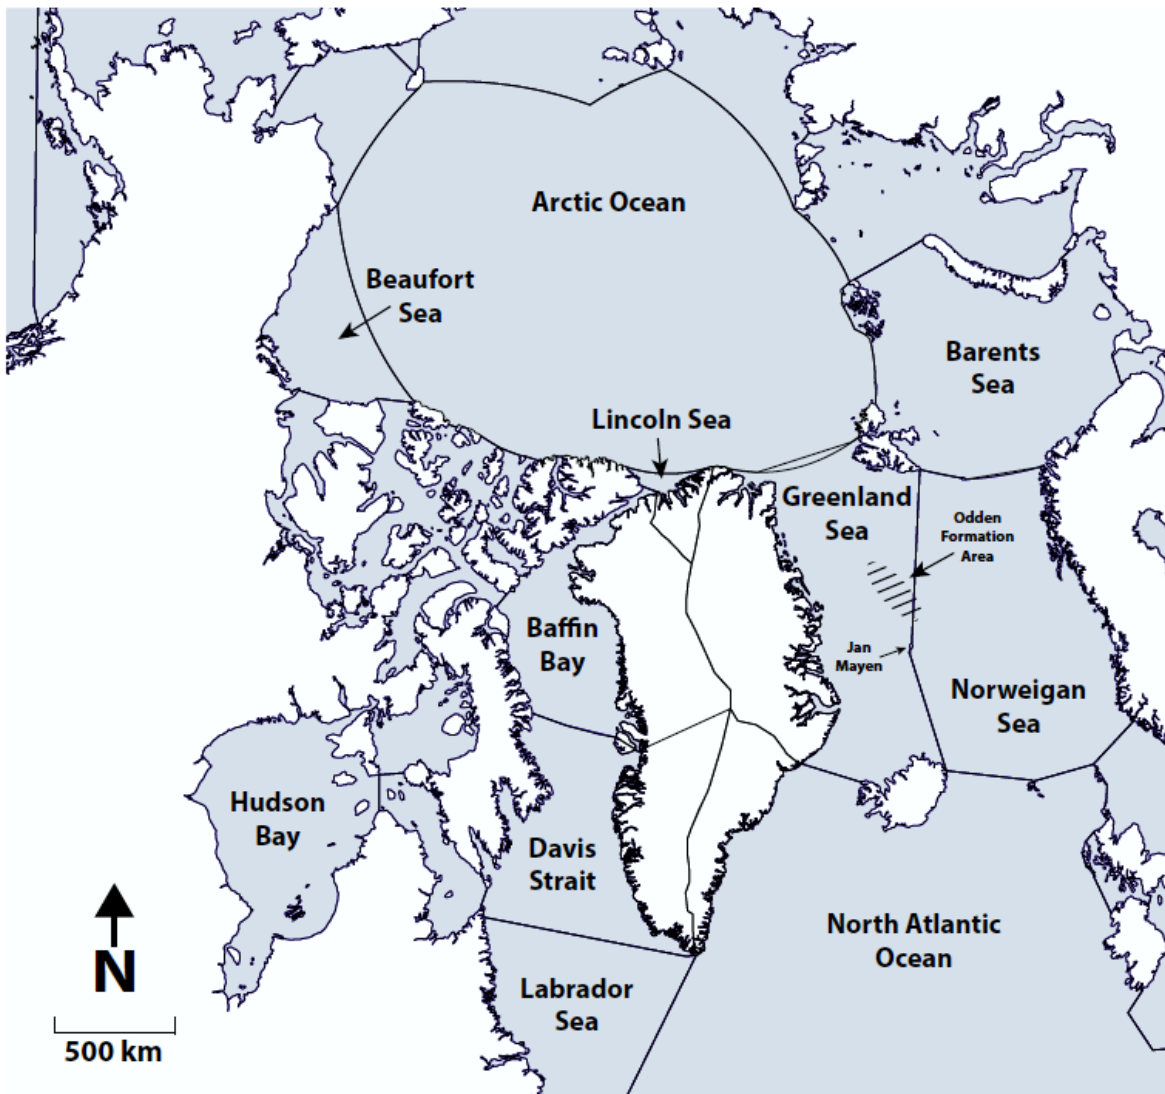 Arctic Ocean
Beaufort
Sea
Barents
Sea
Lincoln Sea
Greenland
Sea
Odden
Formation
Area
Baffin
Bay
Jan
Mayen
Norweigan
Sea
Hudson
Bay
Davis
Strait
North Atlantic
Ocean
N
Labrador
Sea
500 km